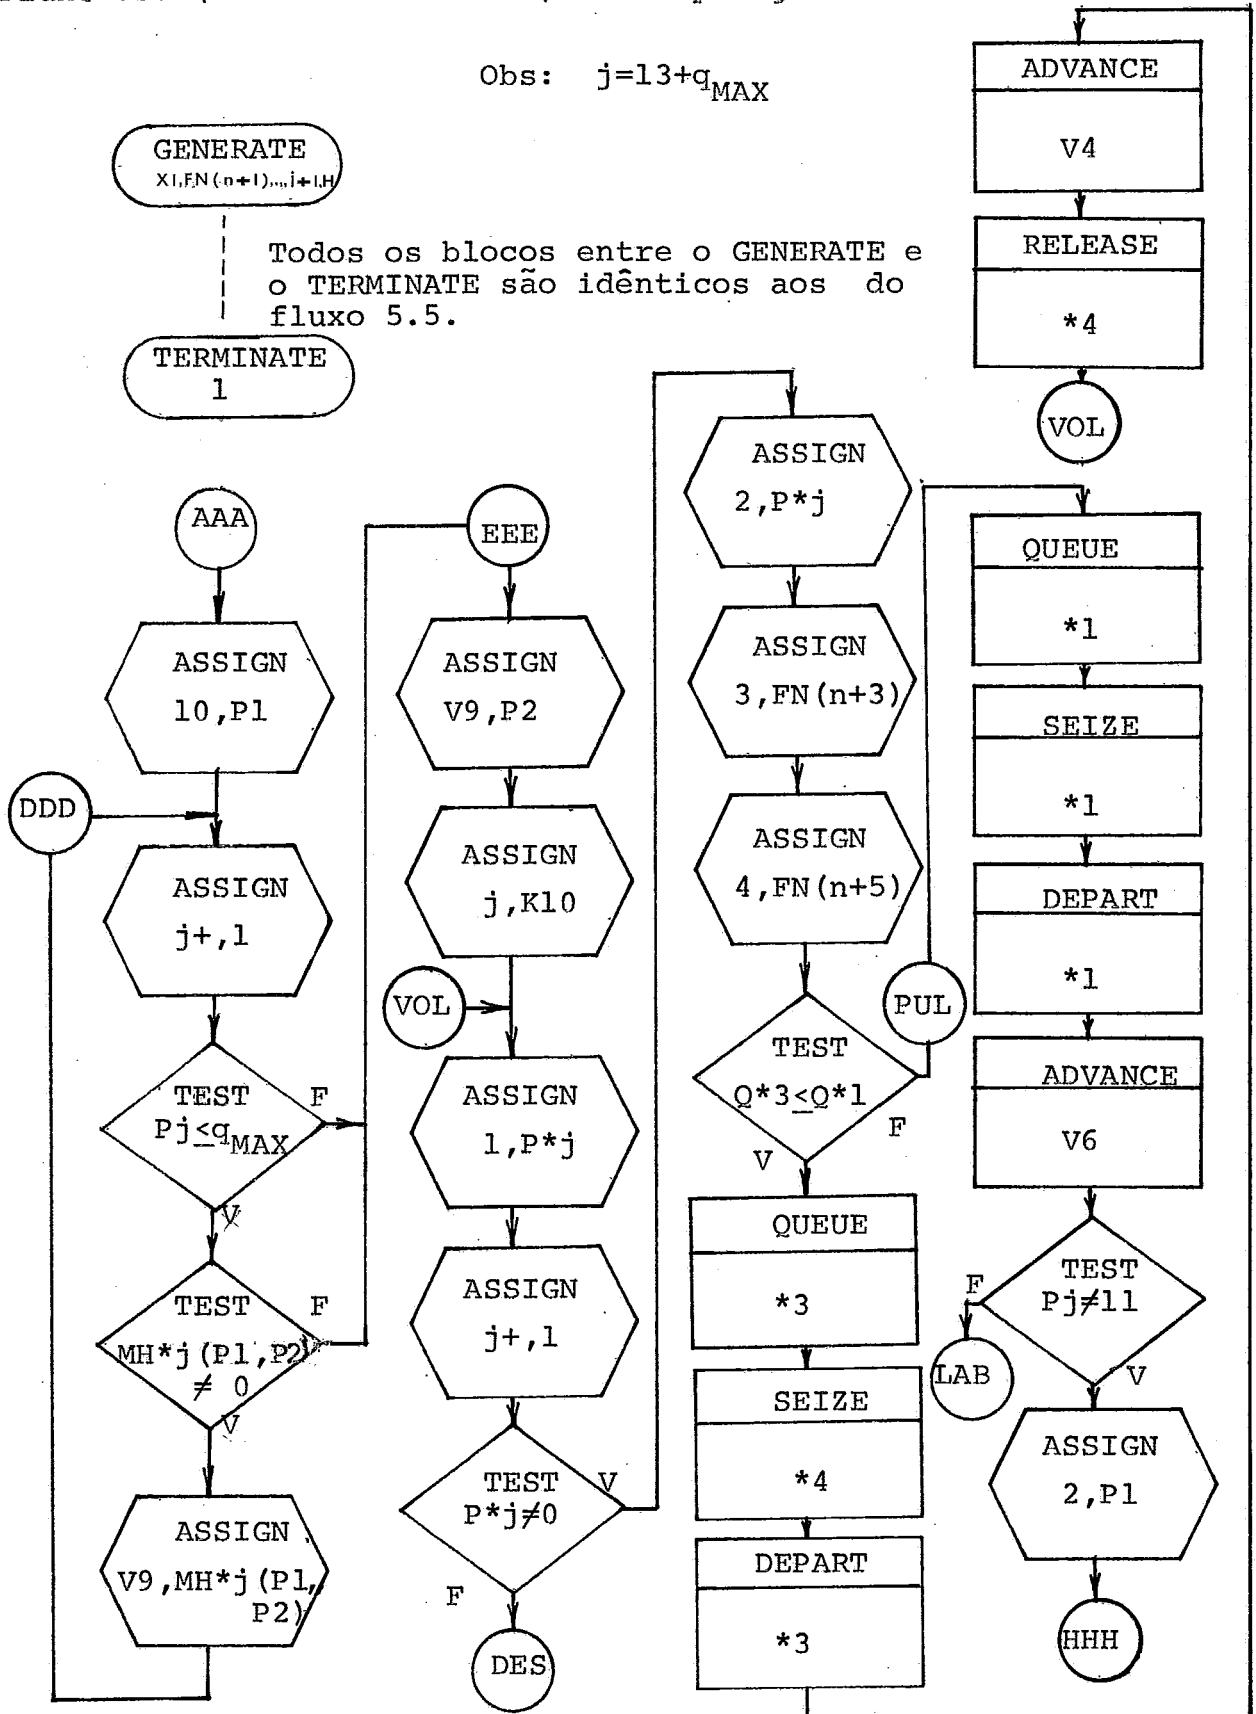 Obs: j=13+qMAX
GENERATE
X1,FN(n+1),,,j+1,H
Todos os blocos entre o GENERATE e
o TERMINATE são idênticos aos do
fluxo 5.5.
TERMINATE
1
AAA
ASSIGN
10,P1
DDD
ASSIGN
j+,1
TEST
Pj≤qMAX
F
V
TEST
MH*j(P1,P2)
≠ 0
F
V
ASSIGN
V9,MH*j(P1,
P2)
EEE
ASSIGN
V9,P2
ASSIGN
j,K10
VOL
ASSIGN
1,P*j
ASSIGN
j+,1
TEST
P*j≠0
V
F
DES
ASSIGN
2,P*j
ASSIGN
3,FN(n+3)
ASSIGN
4,FN(n+5)
TEST
Q*3≤Q*1
F
V
QUEUE
*3
SEIZE
*4
DEPART
*3
ADVANCE
V4
RELEASE
*4
VOL
PUL
QUEUE
*1
SEIZE
*1
DEPART
*1
ADVANCE
V6
TEST
Pj≠11
F
V
LAB
ASSIGN
2,P1
HHH